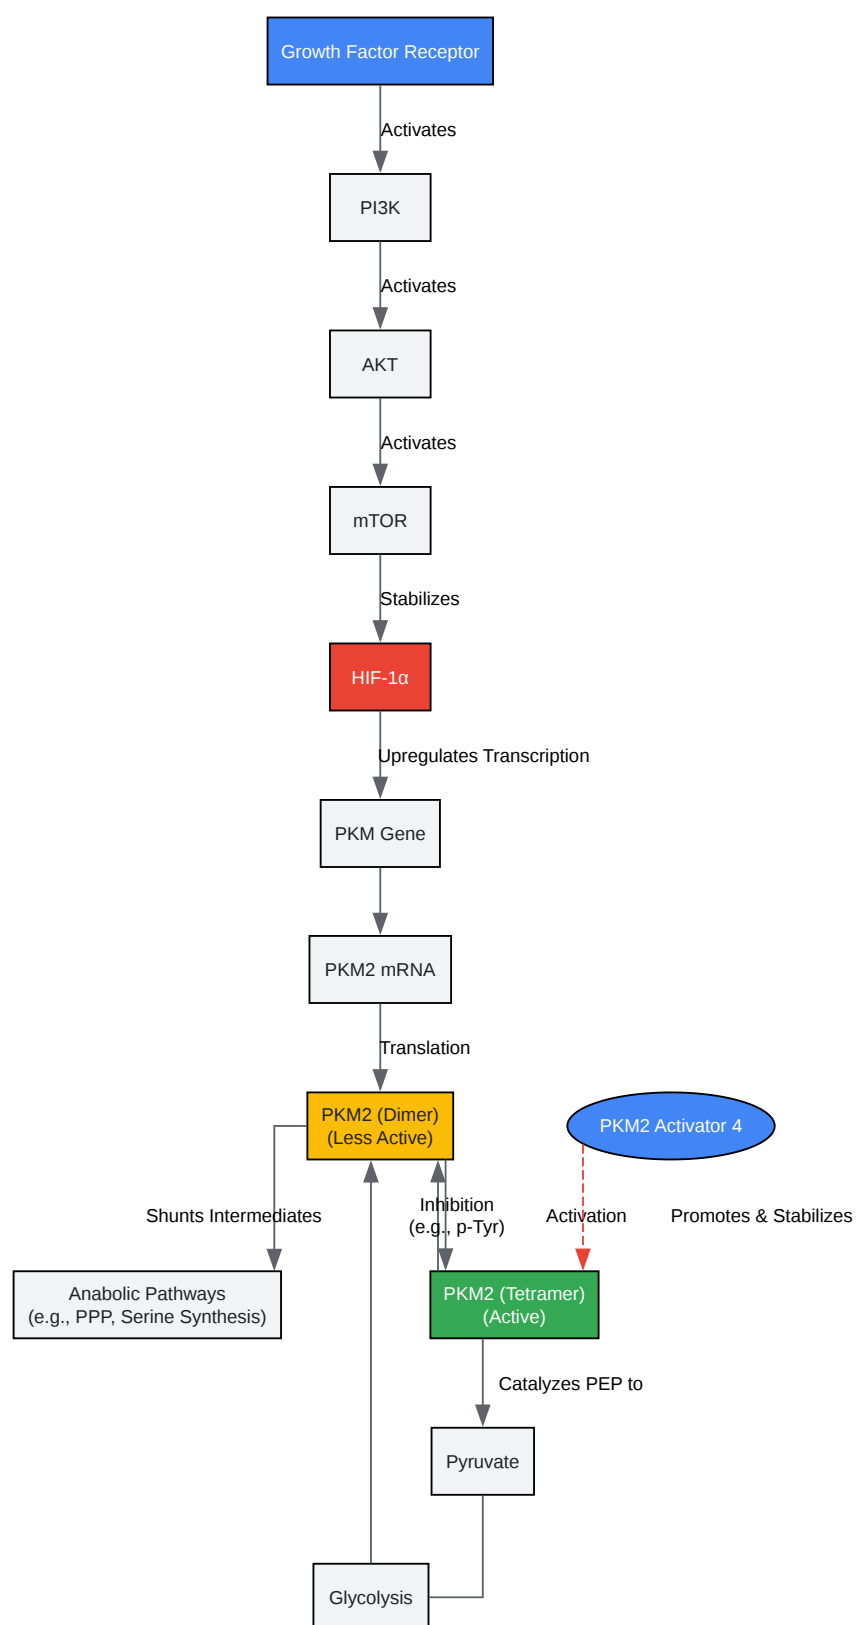 Growth Factor Receptor
Activates
PI3K
Activates
AKT
Activates
mTOR
Stabilizes
HIF-1α
Upregulates Transcription
PKM Gene
PKM2 mRNA
Translation
PKM2 (Dimer)
(Less Active)
PKM2 Activator 4
Shunts Intermediates
Inhibition
(e.g., p-Tyr)
Activation
Promotes & Stabilizes
Anabolic Pathways
(e.g., PPP, Serine Synthesis)
PKM2 (Tetramer)
(Active)
Catalyzes PEP to
Pyruvate
Glycolysis